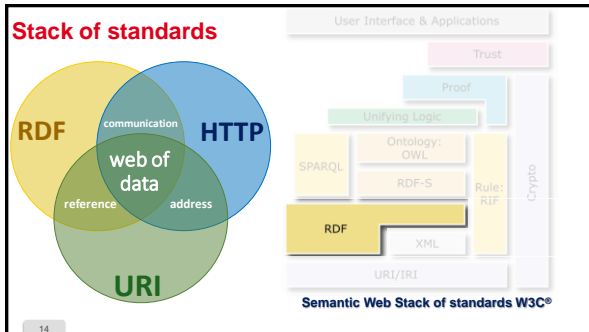 Stack of standards
RDF
communication
HTTP
web of
data
reference
address
URI
User Interface & Applications
Trust
Proof
Unifying Logic
Ontology:
OWL
SPARQL
RDF-S
Rule:
RIF
Crypto
RDF
XML
URI/IRI
Semantic Web Stack of standards W3C®
14